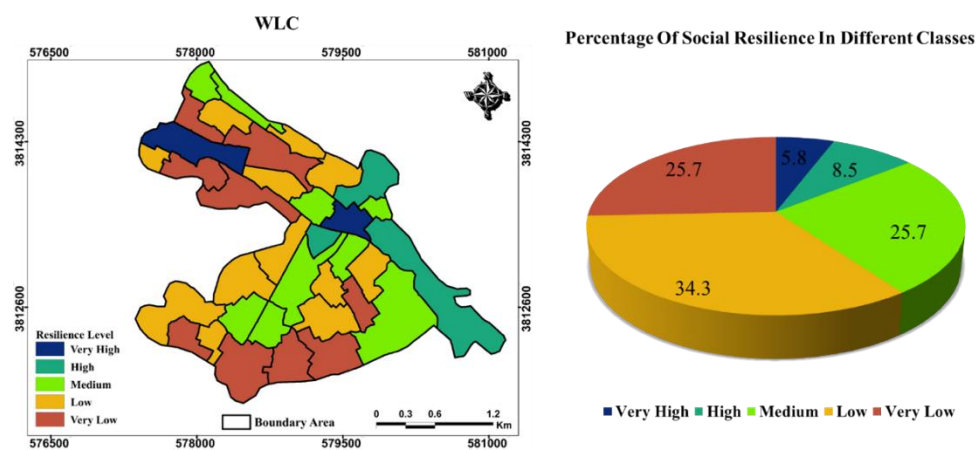 WLC
576500 578000 579500 581000
3814300 3814300
3812600 3812600
Resilience Level
Very High
High
Medium
Low
Very Low
Boundary Area
0 0.3 0.6 1.2
Km
576500 578000 579500 581000
Percentage Of Social Resilience In Different Classes
5.8
8.5
25.7
25.7
34.3
Very High High Medium Low Very Low